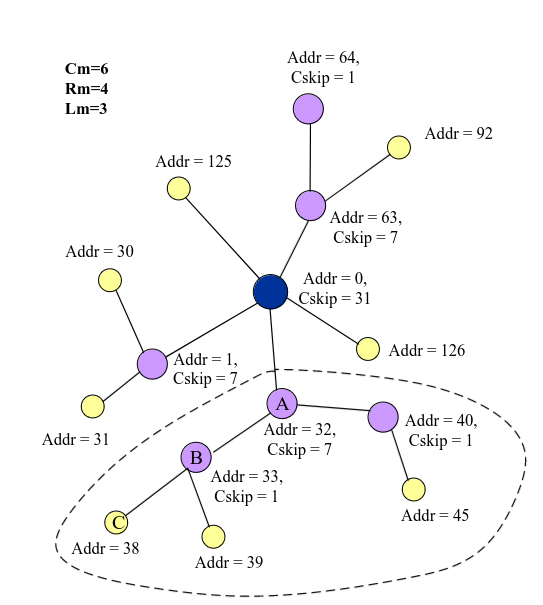 Cm=6
Rm=4
Lm=3
Addr = 64,
Cskip = 1
Addr = 92
Addr = 125
Addr = 63,
Cskip = 7
Addr = 30
Addr = 0,
Cskip = 31
Addr = 126
Addr = 1,
Cskip = 7
Addr = 31
A
Addr = 32,
Cskip = 7
Addr = 40,
Cskip = 1
B
Addr = 33,
Cskip = 1
Addr = 45
C
Addr = 38
Addr = 39